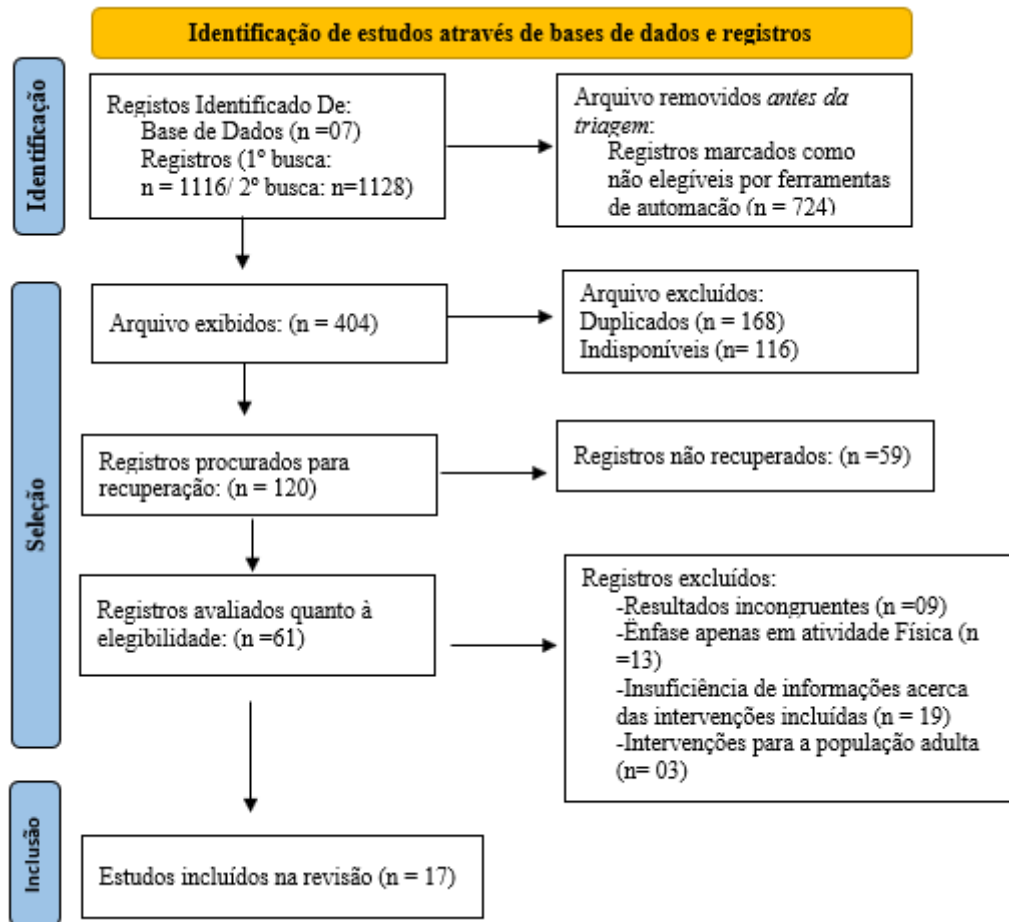 Identificação de estudos através de bases de dados e registros
Identificação
Registos Identificado De:
Base de Dados (n =07)
Registros (1º busca:
n = 1116/ 2º busca: n=1128)
Arquivo removidos antes da
triagem:
Registros marcados como
não elegíveis por ferramentas
de automação (n = 724)
Seleção
Arquivo exibidos: (n = 404)
Arquivo excluídos:
Duplicados (n = 168)
Indisponíveis (n= 116)
Registros procurados para
recuperação: (n = 120)
Registros não recuperados: (n =59)
Registros avaliados quanto à
elegibilidade: (n =61)
Registros excluídos:
-Resultados incongruentes (n =09)
-Ênfase apenas em atividade Física (n
=13)
-Insuficiência de informações acerca
das intervenções incluídas (n = 19)
-Intervenções para a população adulta
(n= 03)
Inclusão
Estudos incluídos na revisão (n = 17)